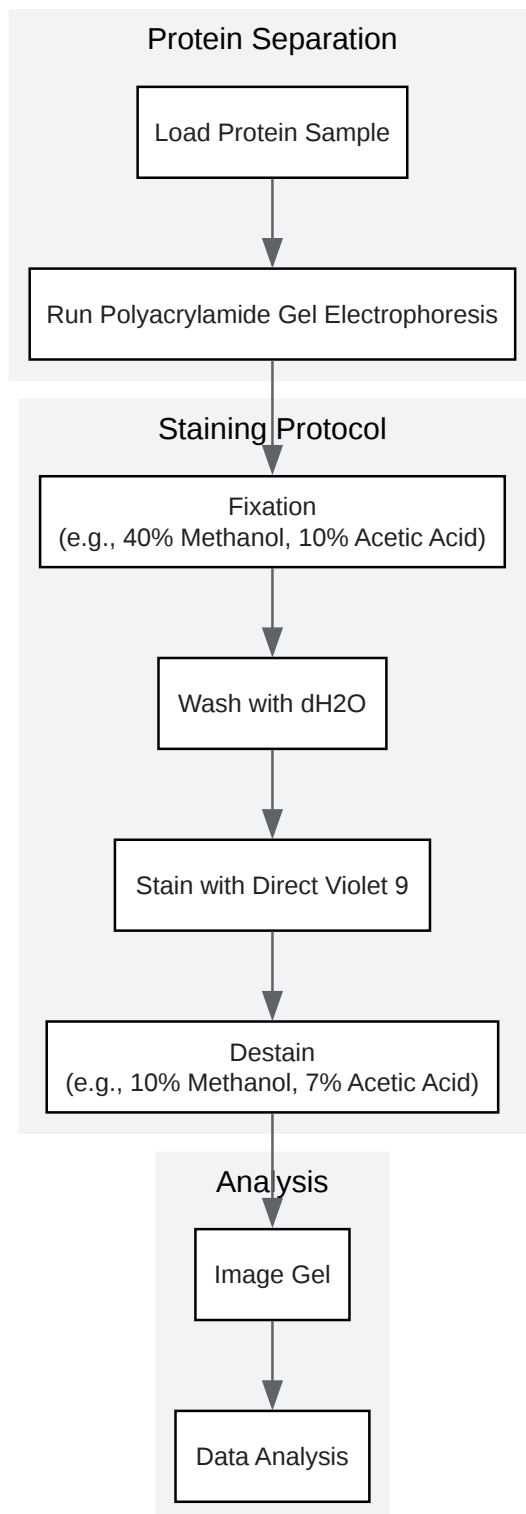 Protein Separation
Load Protein Sample
Run Polyacrylamide Gel Electrophoresis
Staining Protocol
Fixation
(e.g., 40% Methanol, 10% Acetic Acid)
Wash with dH2O
Stain with Direct Violet 9
Destain
(e.g., 10% Methanol, 7% Acetic Acid)
Analysis
Image Gel
Data Analysis